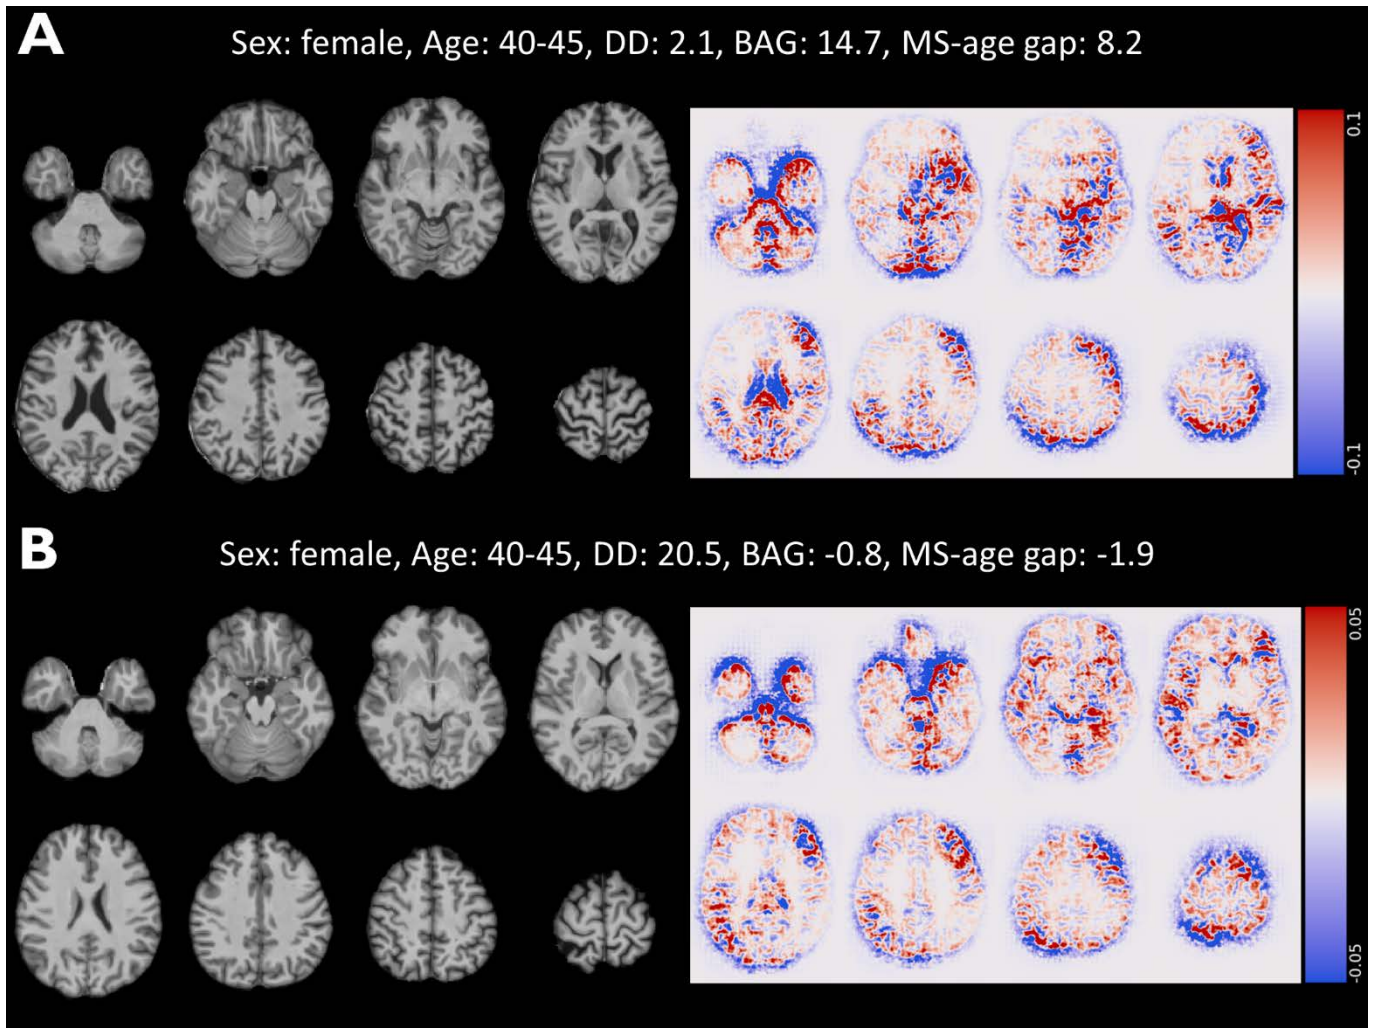 A
Sex: female, Age: 40-45, DD: 2.1, BAG: 14.7, MS-age gap: 8.2
0.1
-0.1
B
Sex: female, Age: 40-45, DD: 20.5, BAG: -0.8, MS-age gap: -1.9
0.05
-0.05